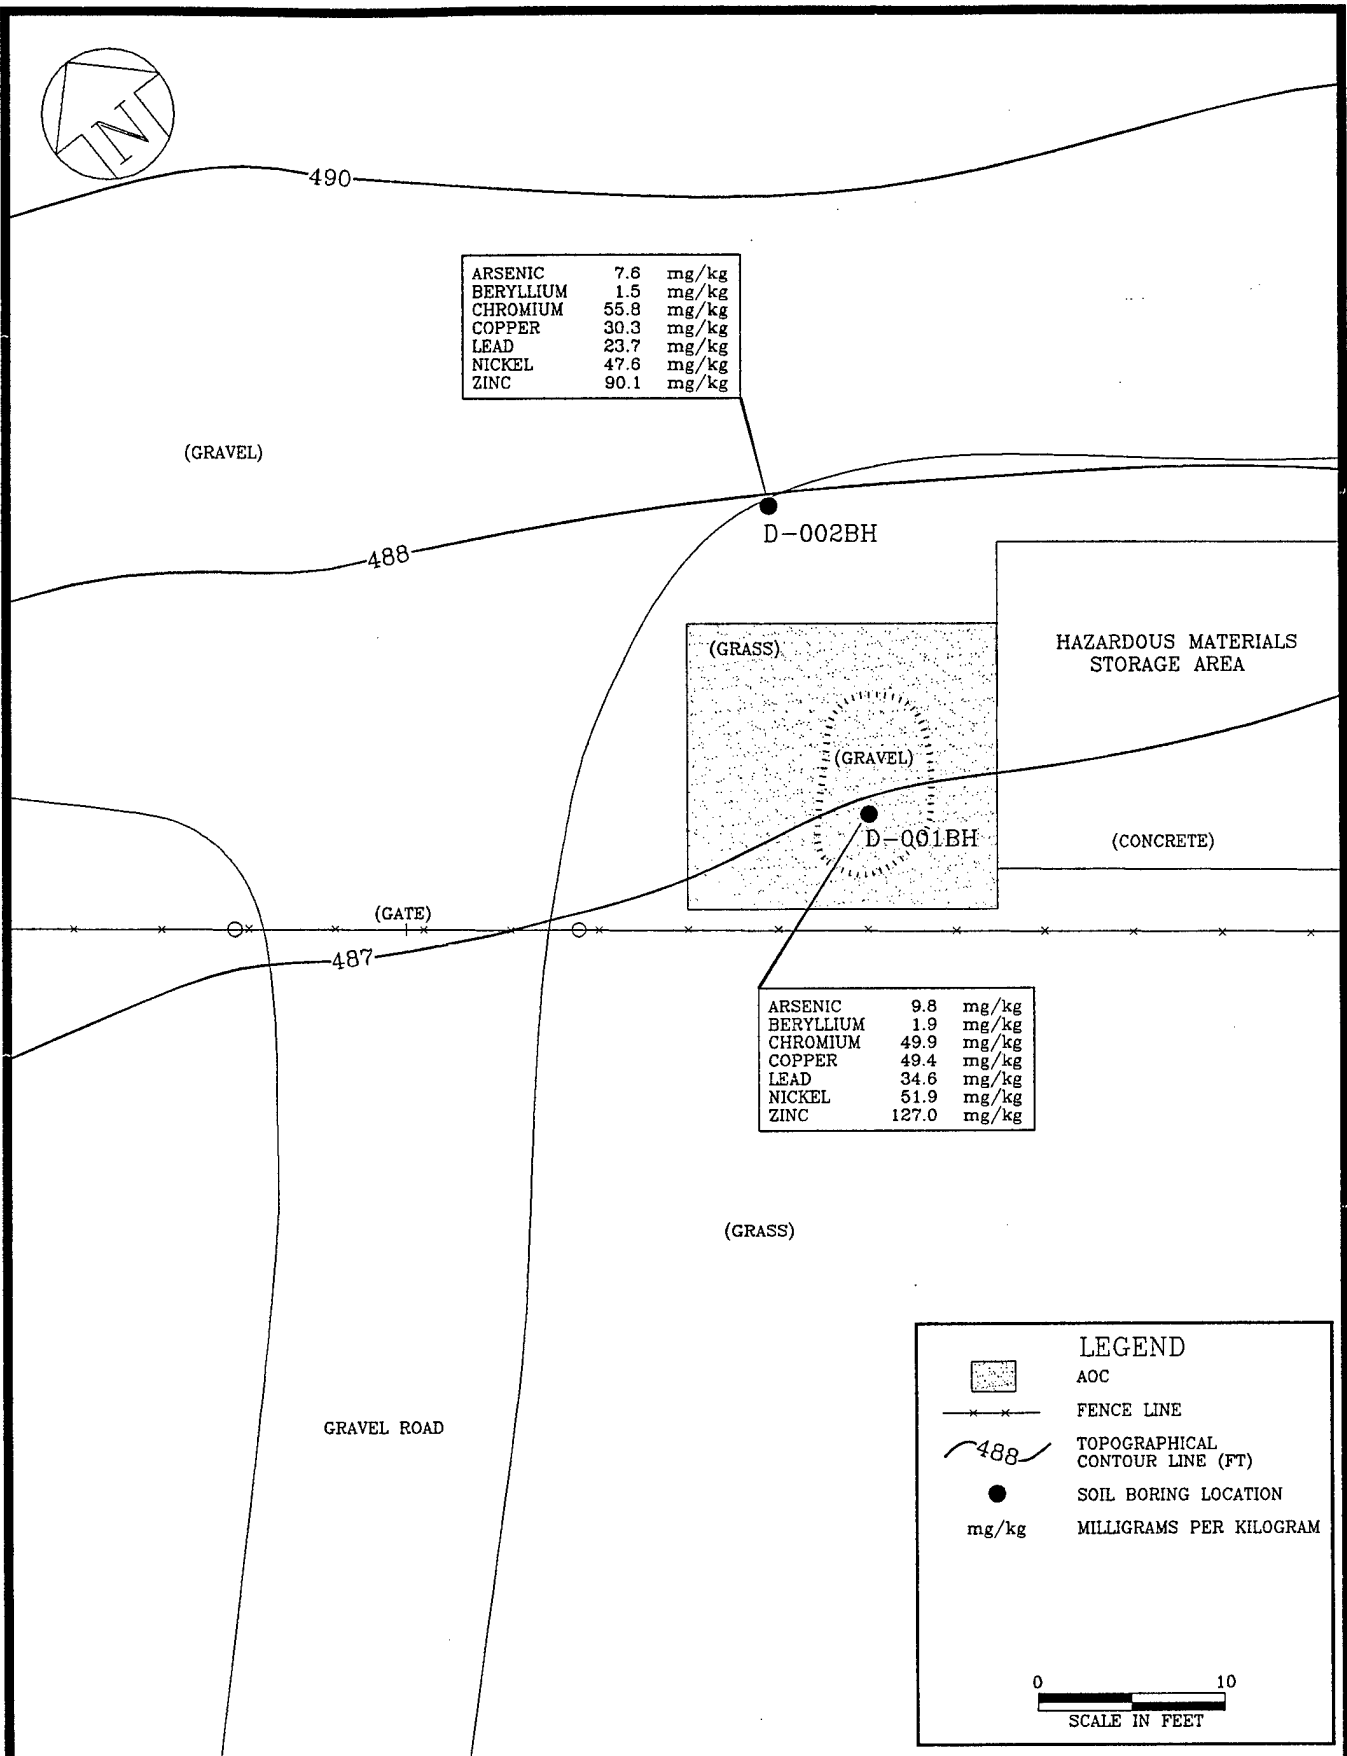 N
490
ARSENIC 7.6 mg/kg
BERYLLIUM 1.5 mg/kg
CHROMIUM 55.8 mg/kg
COPPER 30.3 mg/kg
LEAD 23.7 mg/kg
NICKEL 47.6 mg/kg
ZINC 90.1 mg/kg
(GRAVEL)
488
D-002BH
(GRASS)
HAZARDOUS MATERIALS
STORAGE AREA
(GRAVEL)
D-001BH
(CONCRETE)
(GATE)
487
ARSENIC 9.8 mg/kg
BERYLLIUM 1.9 mg/kg
CHROMIUM 49.9 mg/kg
COPPER 49.4 mg/kg
LEAD 34.6 mg/kg
NICKEL 51.9 mg/kg
ZINC 127.0 mg/kg
(GRASS)
GRAVEL ROAD
LEGEND
AOC
FENCE LINE
488 TOPOGRAPHICAL
CONTOUR LINE (FT)
SOIL BORING LOCATION
mg/kg MILLIGRAMS PER KILOGRAM
0 10
SCALE IN FEET